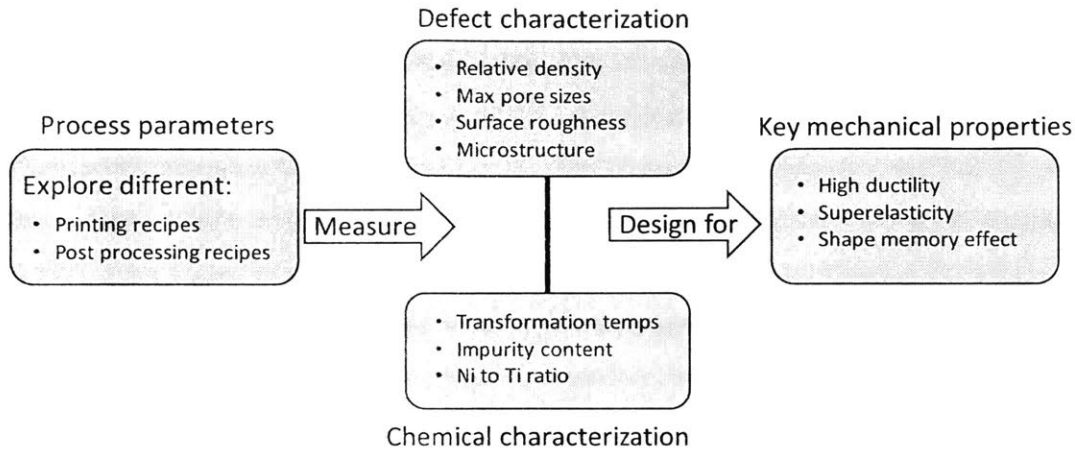 Defect characterization
• Relative density
• Max pore sizes
• Surface roughness
• Microstructure
Process parameters
Explore different:
• Printing recipes
• Post processing recipes
Measure
Design for
Key mechanical properties
• High ductility
• Superelasticity
• Shape memory effect
• Transformation temps
• Impurity content
• Ni to Ti ratio
Chemical characterization